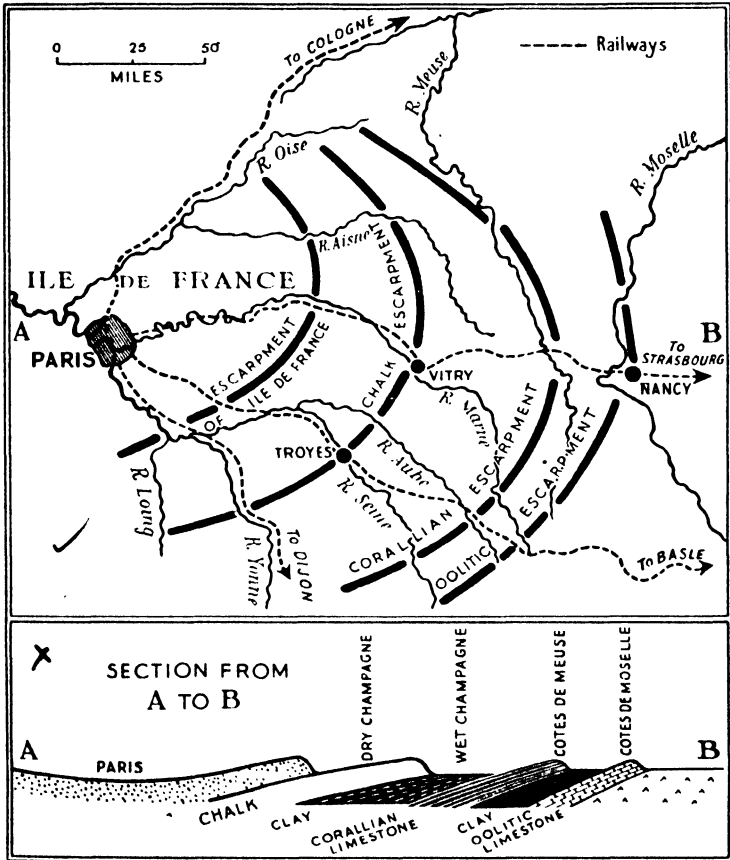 0 25 50
MILES
TO COLOGNE
Railways
R. Meuse
R. Moselle
R Oise
R. Aisne
ESCARPMENT
ILE DE FRANCE
A
PARIS
ESCARPMENT
OF ILE DE FRANCE
CHALK
VITRY
TO
STRASBOURG
B
NANCY
R. Marne
TROYES
R. Aube
R. Seine
ESCARPMENT
ESCARPMENT
R Loing
R. Yonne
TO DIJON
CORALLIAN
OOLITIC
TO BASLE
SECTION FROM
A TO B
DRY CHAMPAGNE
WET CHAMPAGNE
COTES DE MEUSE
COTES DE MOSELLE
A
PARIS
B
CHALK
CLAY
CORALLIAN
LIMESTONE
CLAY
OOLITIC
LIMESTONE